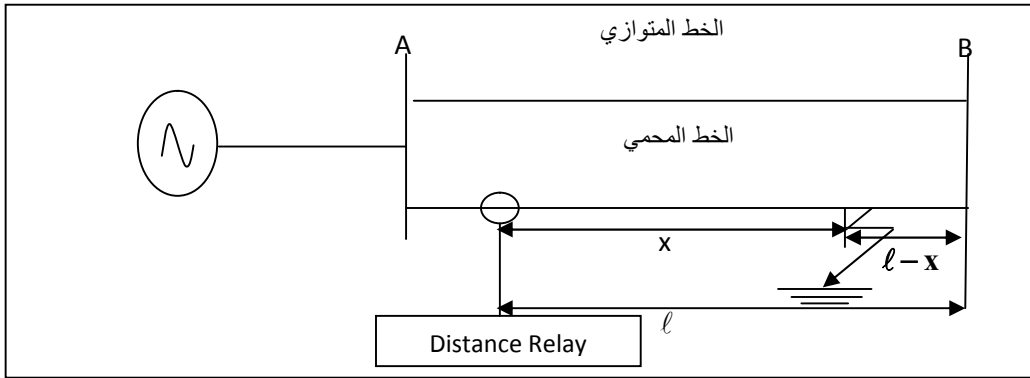 الخط المتوازي
A
B
الخط المحمي
x
ℓ − x
ℓ
Distance Relay